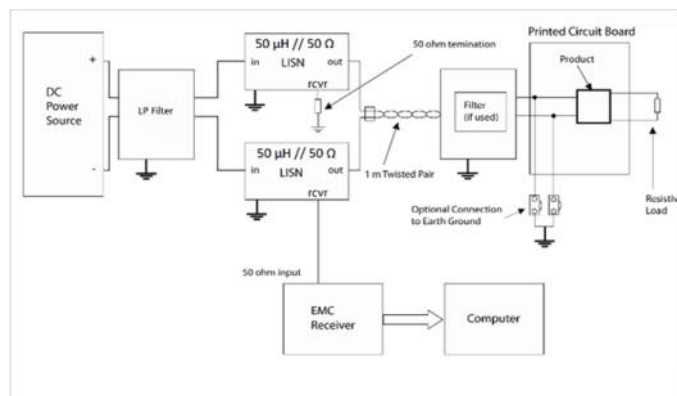 50 µH // 50 Ω
LISN
in
out
rcvr
50 ohm temination
Printed Circuit Board
Product
DC
Power
Source
+
-
LP Filter
Filter
(if used)
1 m Twisted Pair
50 µH // 50 Ω
LISN
in
out
rcvr
Optional Connection
to Earth Ground
Resistive
Load
50 ohm input
EMC
Receiver
Computer